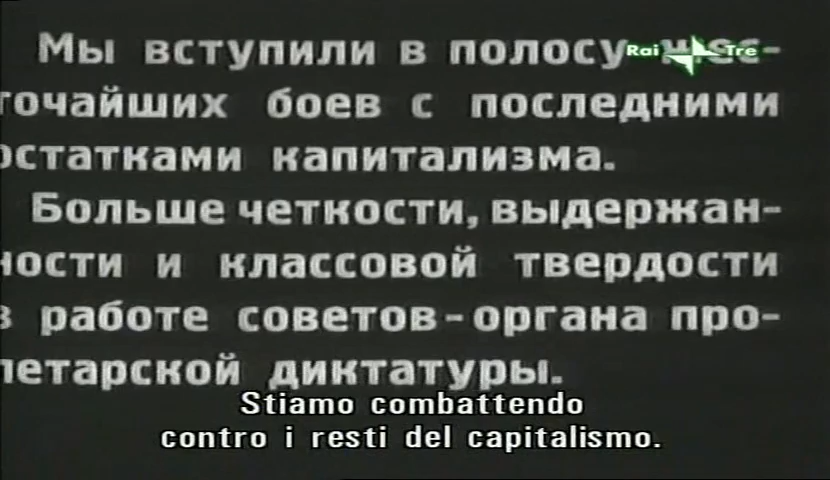 Мы вступили в полосу жес-
точайших боев с последними
остатками капитализма.
Больше четкости, выдержан-
ности и классовой твердости
в работе советов-органа про-
летарской диктатуры.
Rai Tre
Stiamo combattendo
contro i resti del capitalismo.